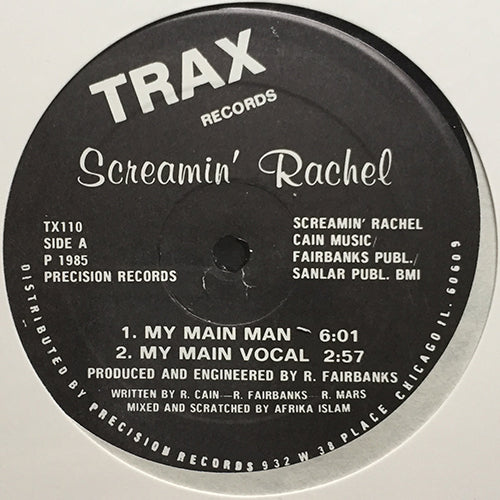 TRAX
RECORDS
Screamin' Rachel
TX110
SIDE A
P 1985
PRECISION RECORDS
SCREAMIN' RACHEL
CAIN MUSIC/
FAIRBANKS PUBL./
SANLAR PUBL. BMI
1. MY MAIN MAN – 6:01
2. MY MAIN VOCAL 2:57
PRODUCED AND ENGINEERED BY R. FAIRBANKS
WRITTEN BY R. CAIN—R. FAIRBANKS—R. MARS
MIXED AND SCRATCHED BY AFRIKA ISLAM
DISTRIBUTED BY PRECISION RECORDS 932 W 38 PLACE CHICAGO IL. 60609